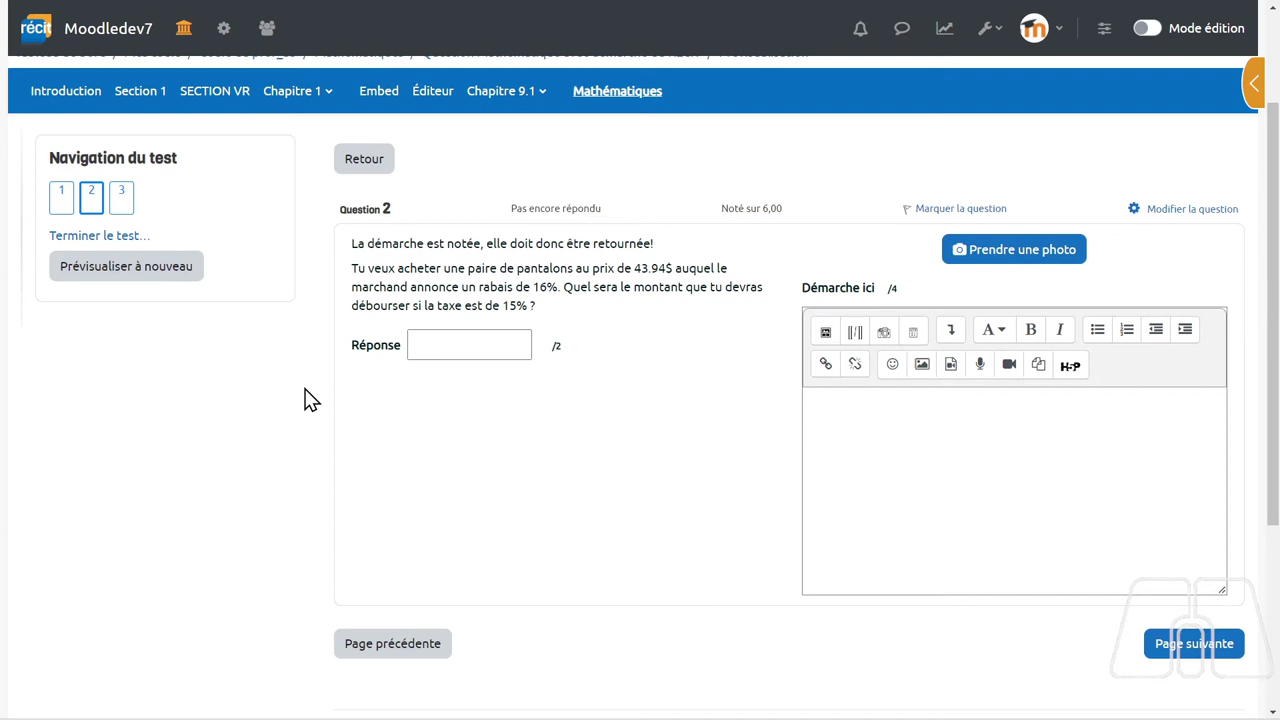 récit Moodledev7 Mode édition
Introduction Section 1 SECTION VR Chapitre 1 Embed Éditeur Chapitre 9.1 Mathématiques
Navigation du test
1 2 3
Terminer le test…
Prévisualiser à nouveau
Retour
Question 2 Pas encore répondu Noté sur 6,00 Marquer la question Modifier la question
La démarche est notée, elle doit donc être retournée!
Tu veux acheter une paire de pantalons au prix de 43.94$ auquel le
marchand annonce un rabais de 16%. Quel sera le montant que tu devras
débourser si la taxe est de 15% ?
Réponse /2
Prendre une photo
Démarche ici /4
A B I
H-P
Page précédente
Page suivante